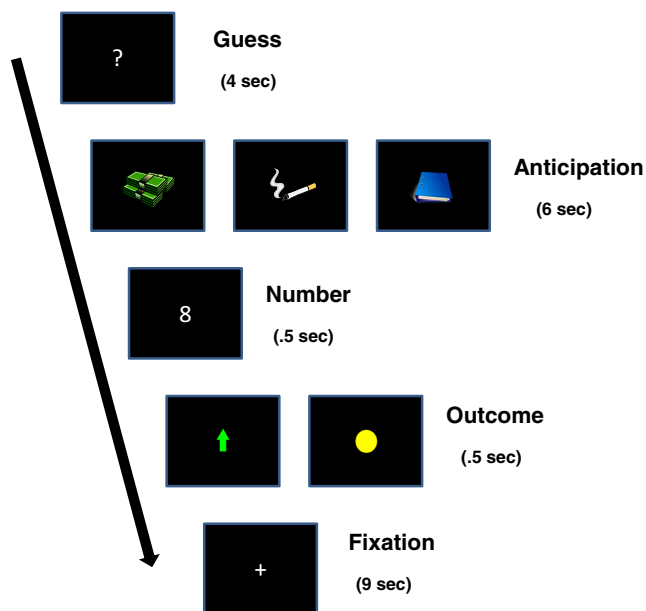 ?
Guess
(4 sec)
Anticipation
(6 sec)
8
Number
(.5 sec)
Outcome
(.5 sec)
+
Fixation
(9 sec)